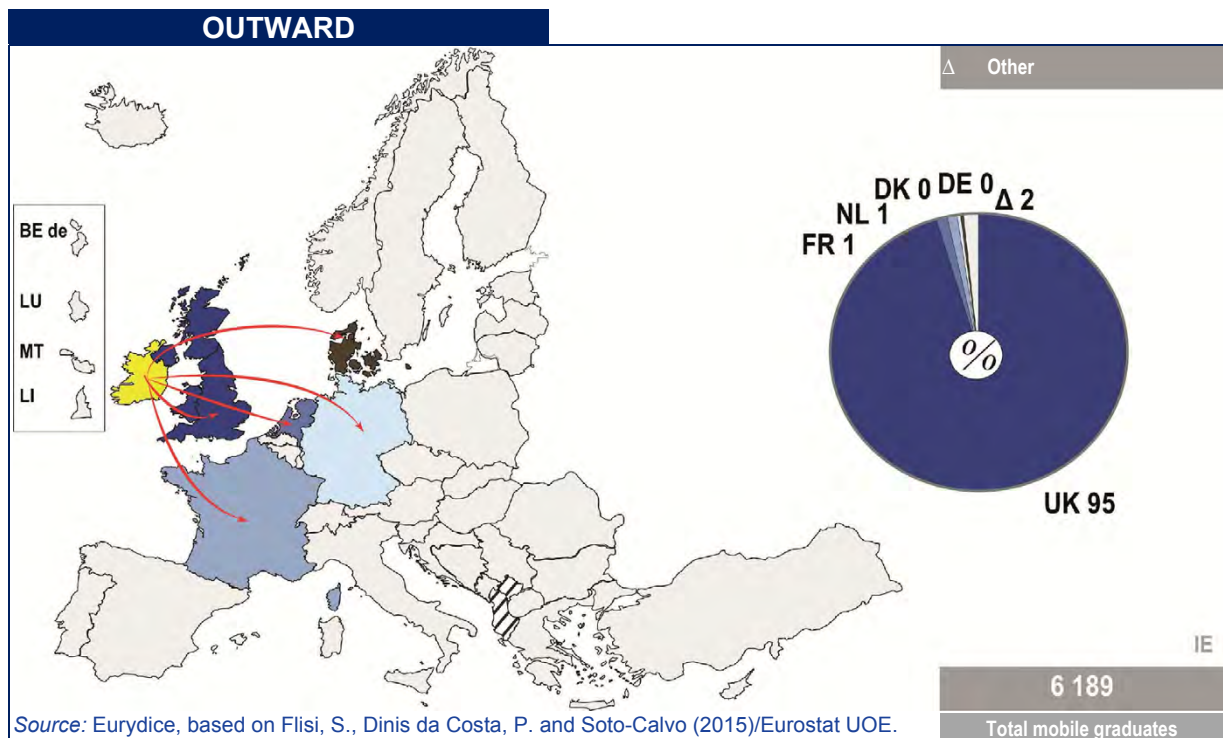 OUTWARD
Δ Other
BE de
LU
MT
LI
DK 0
DE 0
Δ 2
NL 1
FR 1
%
UK 95
IE
6 189
Total mobile graduates
Source: Eurydice, based on Flisi, S., Dinis da Costa, P. and Soto-Calvo (2015)/Eurostat UOE.